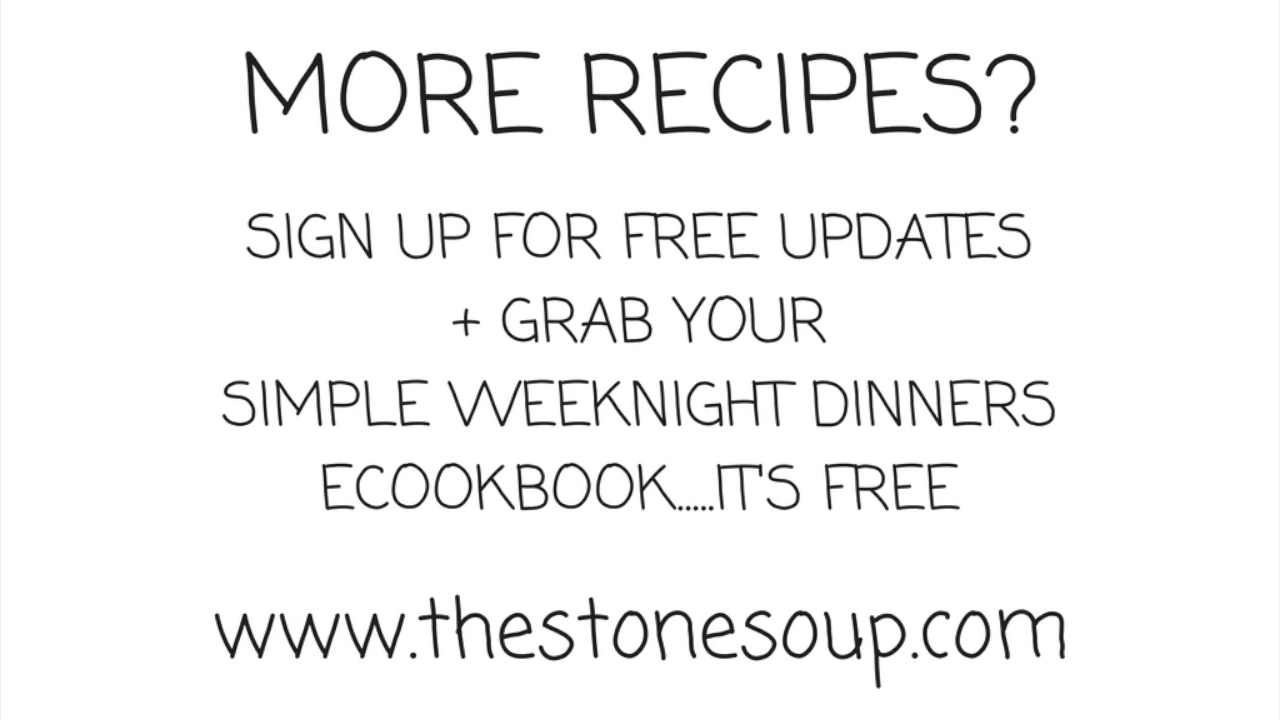 MORE RECIPES?
SIGN UP FOR FREE UPDATES
+ GRAB YOUR
SIMPLE WEEKNIGHT DINNERS
ECOOKBOOK.....IT'S FREE
www.thestonesoup.com